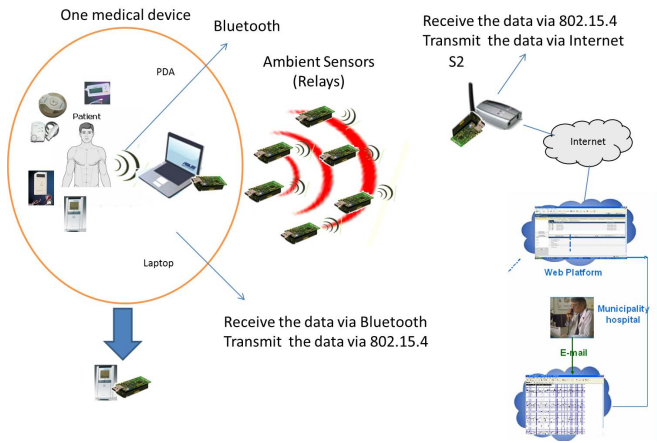 One medical device
Bluetooth
PDA
Patient
Laptop
Ambient Sensors
(Relays)
Receive the data via Bluetooth
Transmit  the data via 802.15.4
Receive the data via 802.15.4
Transmit  the data via Internet
S2
Internet
Web Platform
Municipality
hospital
E-mail